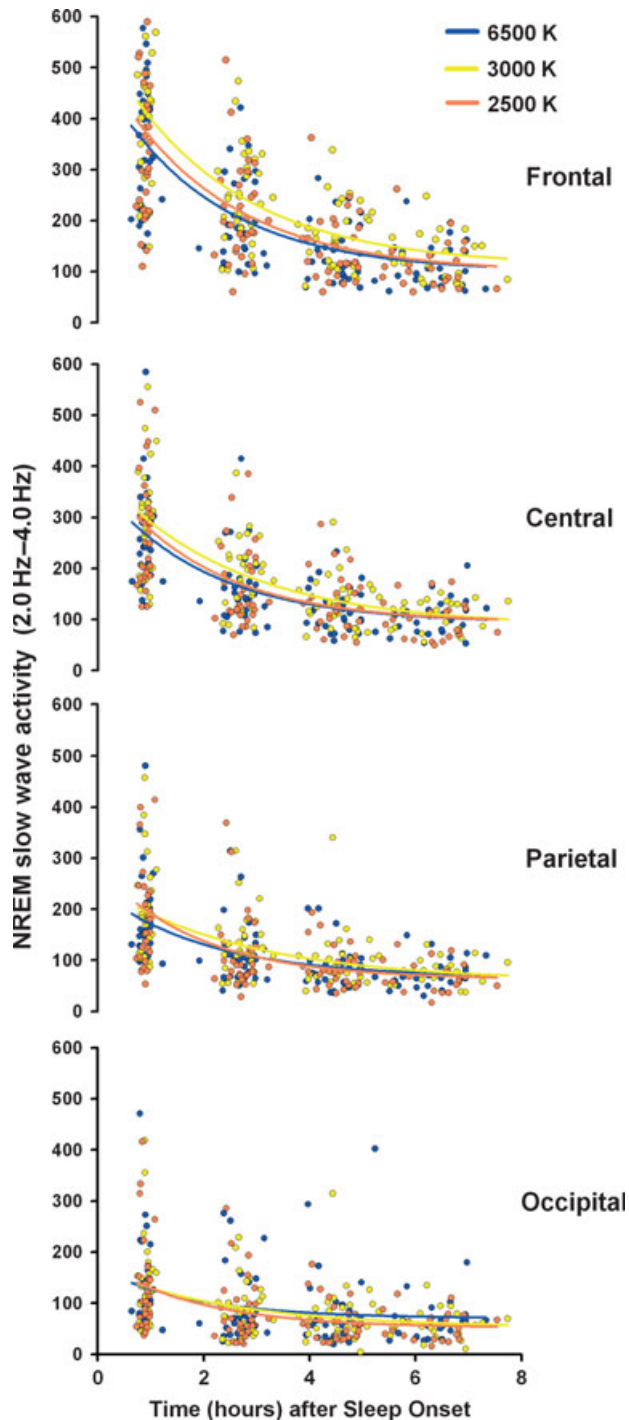 600
500
400
300
200
100
0
6500 K
3000 K
2500 K
Frontal
600
500
400
300
200
100
0
Central
NREM slow wave activity (2.0 Hz–4.0 Hz)
600
500
400
300
200
100
0
Parietal
600
500
400
300
200
100
0
Occipital
0 2 4 6 8
Time (hours) after Sleep Onset